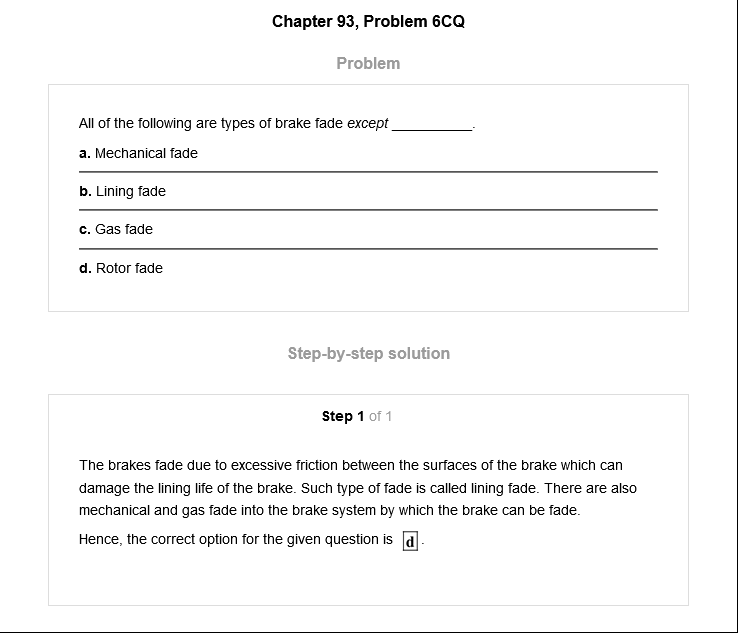 Chapter 93, Problem 6CQ
Problem
All of the following are types of brake fade except __________.
a. Mechanical fade
b. Lining fade
c. Gas fade
d. Rotor fade
Step-by-step solution
Step 1 of 1
The brakes fade due to excessive friction between the surfaces of the brake which can
damage the lining life of the brake. Such type of fade is called lining fade. There are also
mechanical and gas fade into the brake system by which the brake can be fade.
Hence, the correct option for the given question is d.